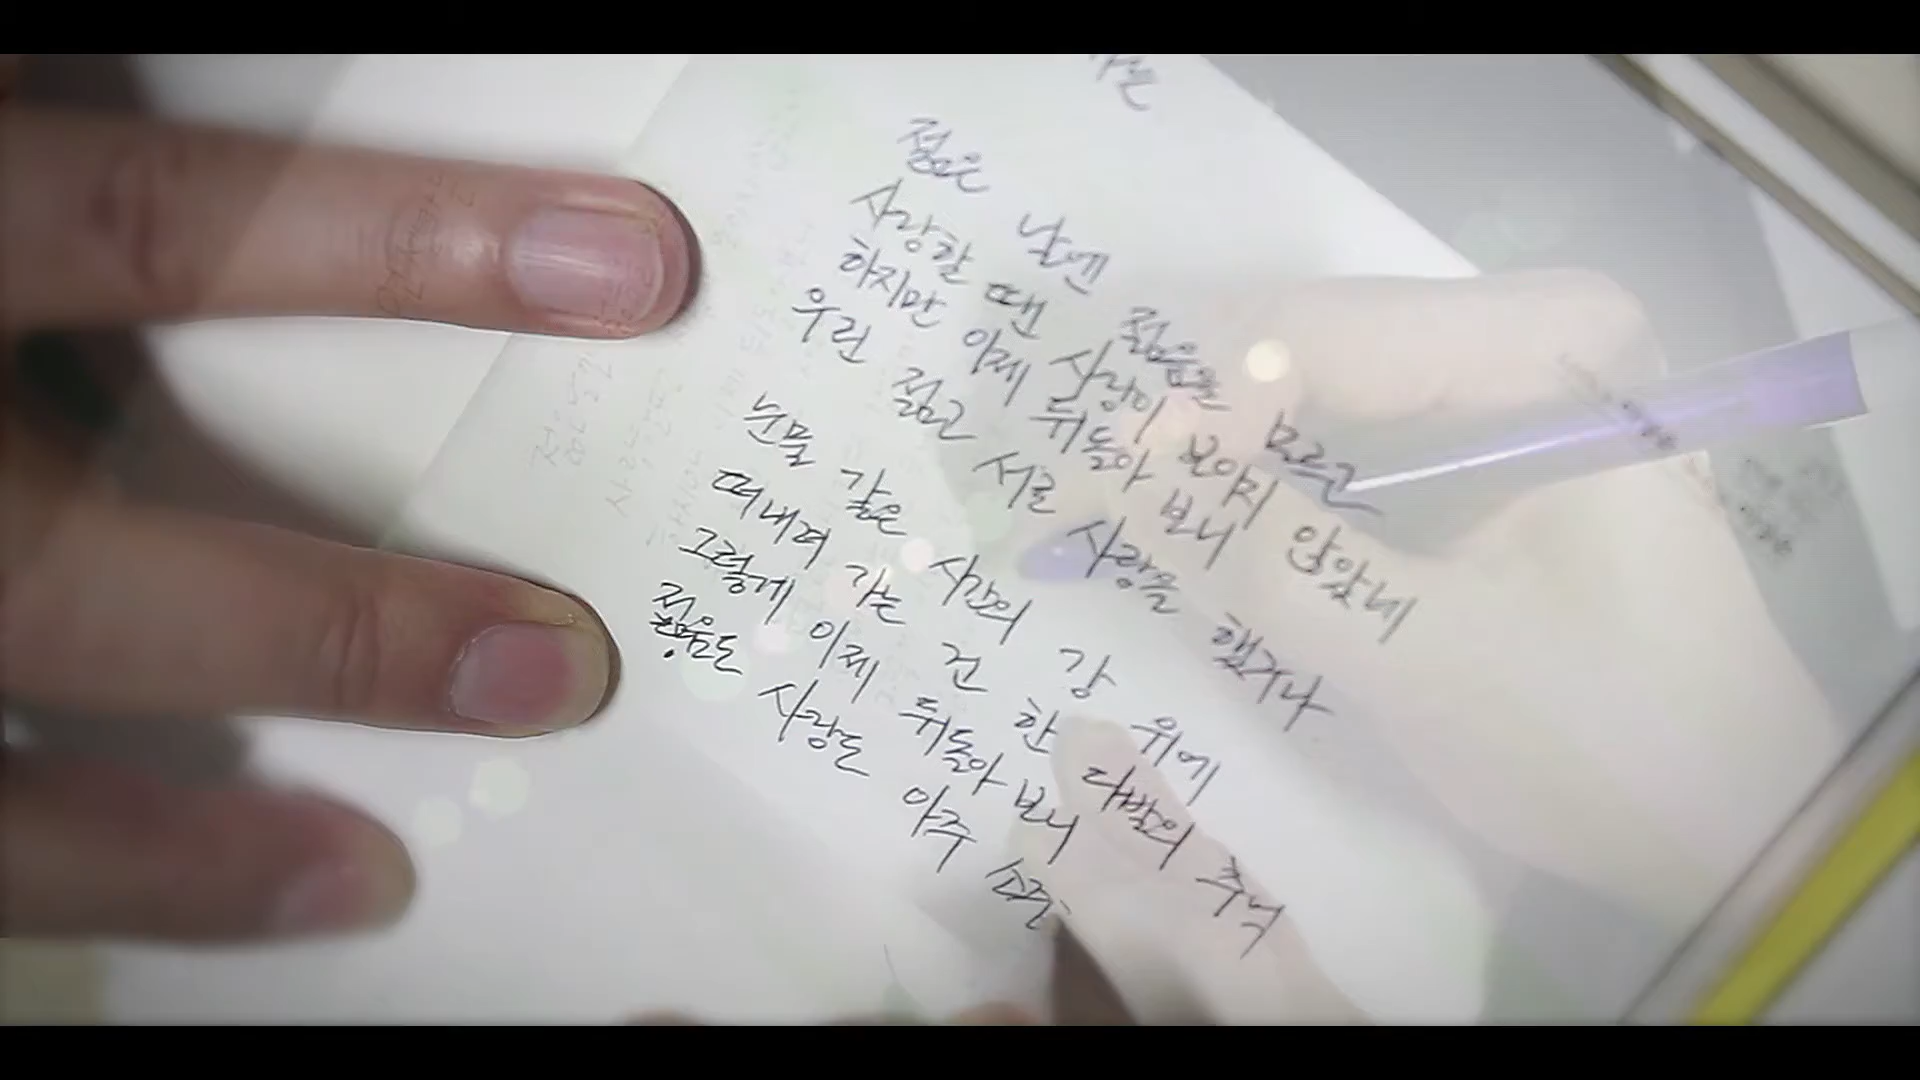 젊은 날엔 젊음을 모르고
사랑할 땐 사랑이 보이지 않았네
하지만 이제 뒤돌아 보니
우린 젊고 서로 사랑을 했구나
눈물 같은 시간의 강 위에
떠내려 가는 건 한 다발의 추억
그렇게 이제 뒤돌아 보니
젊음도 사랑도 아주 소중